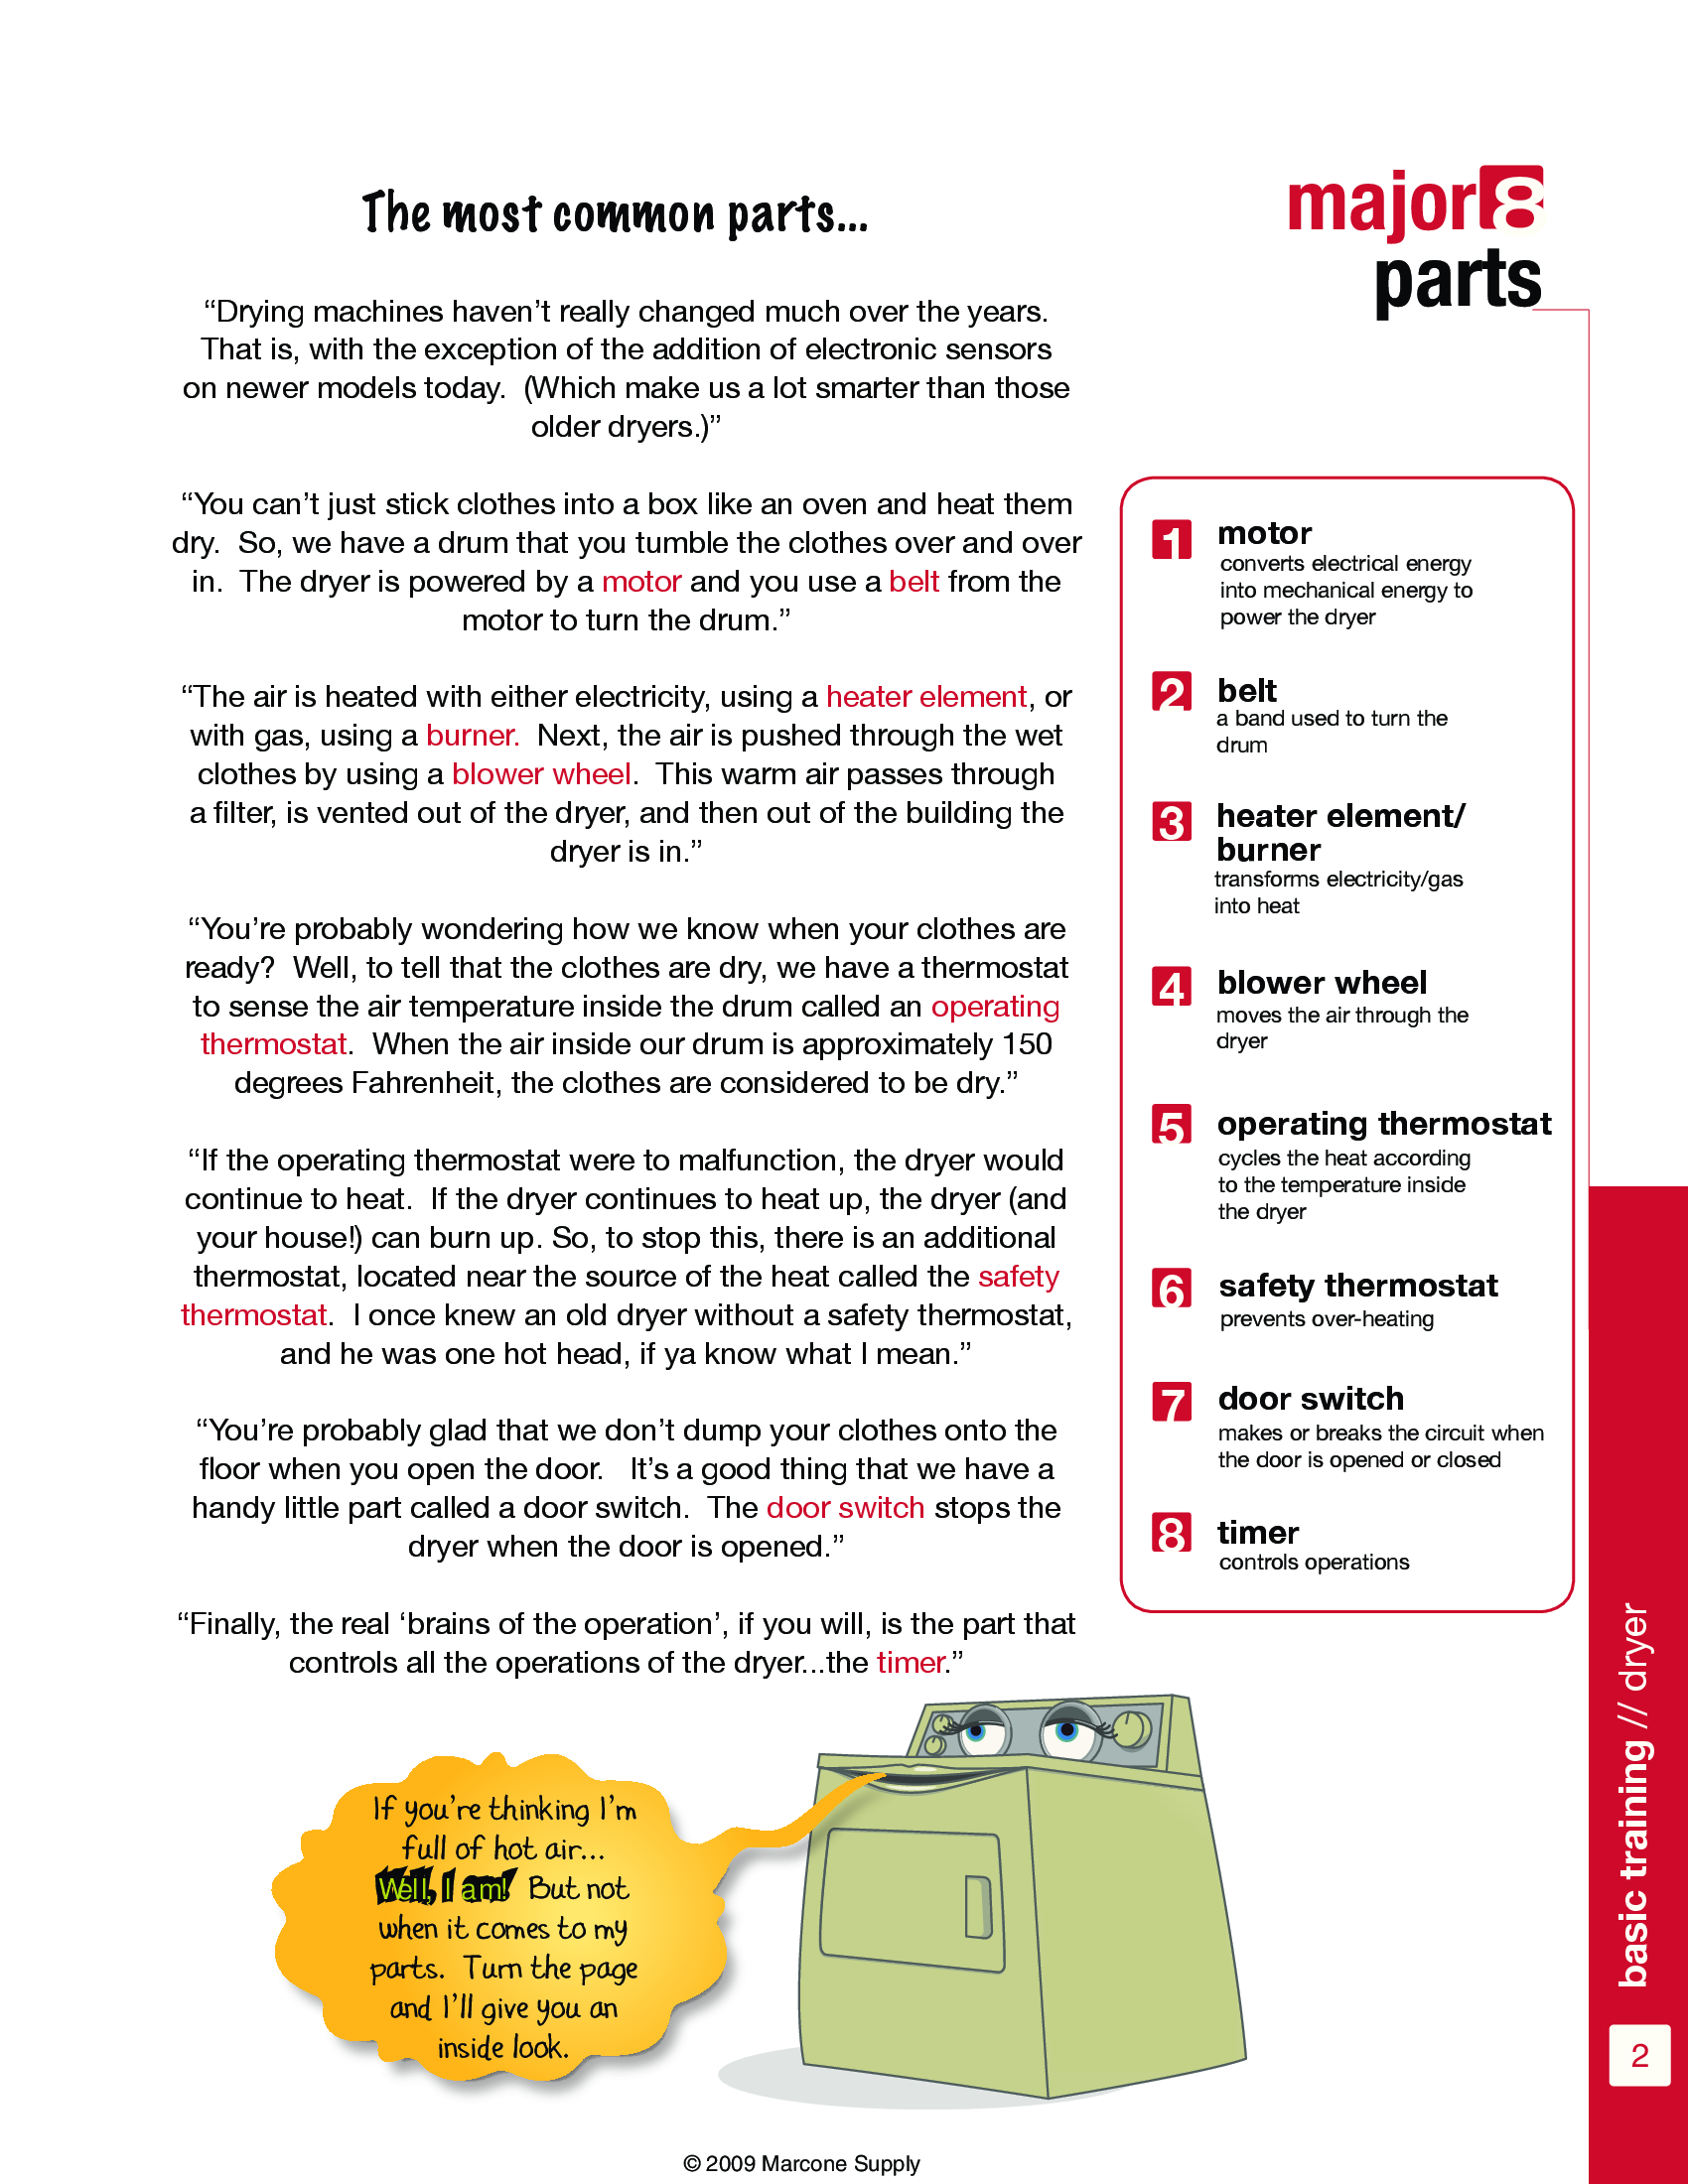 The most common parts...
“Drying machines haven’t really changed much over the years.
That is, with the exception of the addition of electronic sensors
on newer models today.  (Which make us a lot smarter than those
older dryers.)”
“You can’t just stick clothes into a box like an oven and heat them
dry.  So, we have a drum that you tumble the clothes over and over
in.  The dryer is powered by a motor and you use a belt from the
motor to turn the drum.”
“The air is heated with either electricity, using a heater element, or
with gas, using a burner.  Next, the air is pushed through the wet
clothes by using a blower wheel.  This warm air passes through
a filter, is vented out of the dryer, and then out of the building the
dryer is in.”
“You’re probably wondering how we know when your clothes are
ready?  Well, to tell that the clothes are dry, we have a thermostat
to sense the air temperature inside the drum called an operating
thermostat.  When the air inside our drum is approximately 150
degrees Fahrenheit, the clothes are considered to be dry.”
“If the operating thermostat were to malfunction, the dryer would
continue to heat.  If the dryer continues to heat up, the dryer (and
your house!) can burn up. So, to stop this, there is an additional
thermostat, located near the source of the heat called the safety
thermostat.  I once knew an old dryer without a safety thermostat,
and he was one hot head, if ya know what I mean.”
“You’re probably glad that we don’t dump your clothes onto the
floor when you open the door.   It’s a good thing that we have a
handy little part called a door switch.  The door switch stops the
dryer when the door is opened.”
“Finally, the real ‘brains of the operation’, if you will, is the part that
controls all the operations of the dryer...the timer.”
If you’re thinking I’m
full of hot air...
Well, I am!  But not
when it comes to my
parts.  Turn the page
and I’ll give you an
inside look.
major 8
parts
1 motor
converts electrical energy
into mechanical energy to
power the dryer
2 belt
a band used to turn the
drum
3 heater element/
burner
transforms electricity/gas
into heat
4 blower wheel
moves the air through the
dryer
5 operating thermostat
cycles the heat according
to the temperature inside
the dryer
6 safety thermostat
prevents over-heating
7 door switch
makes or breaks the circuit when
the door is opened or closed
8 timer
controls operations
basic training // dryer
2
© 2009 Marcone Supply